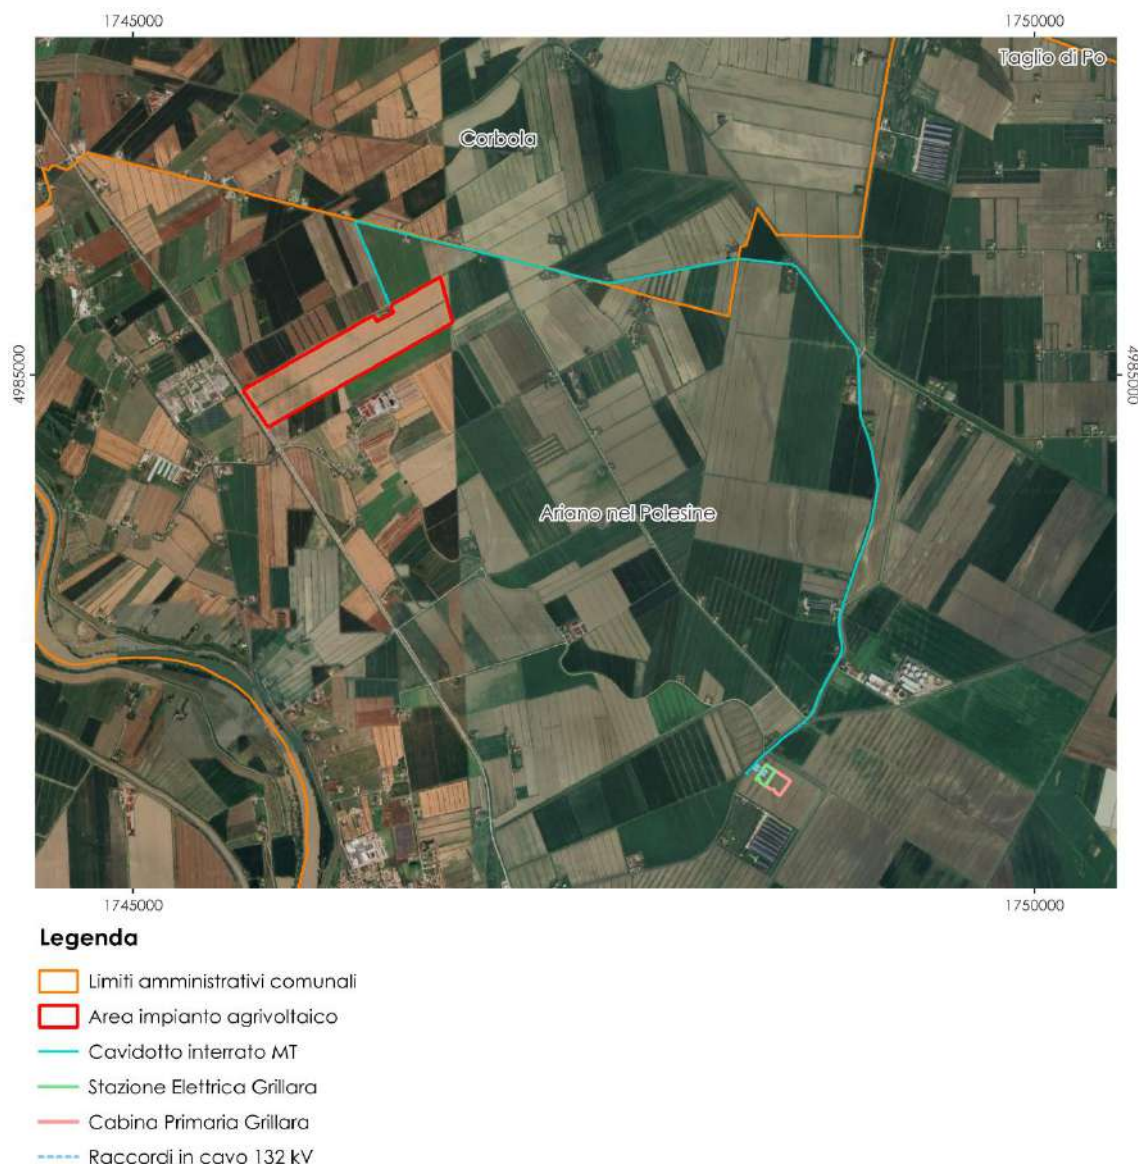 1745000 1750000
Taglio di Po
Corbola
4985000 4985000
Ariano nel Polesine
1745000 1750000
Legenda
Limiti amministrativi comunali
Area impianto agrivoltaico
Cavidotto interrato MT
Stazione Elettrica Grillara
Cabina Primaria Grillara
Raccordi in cavo 132 kV